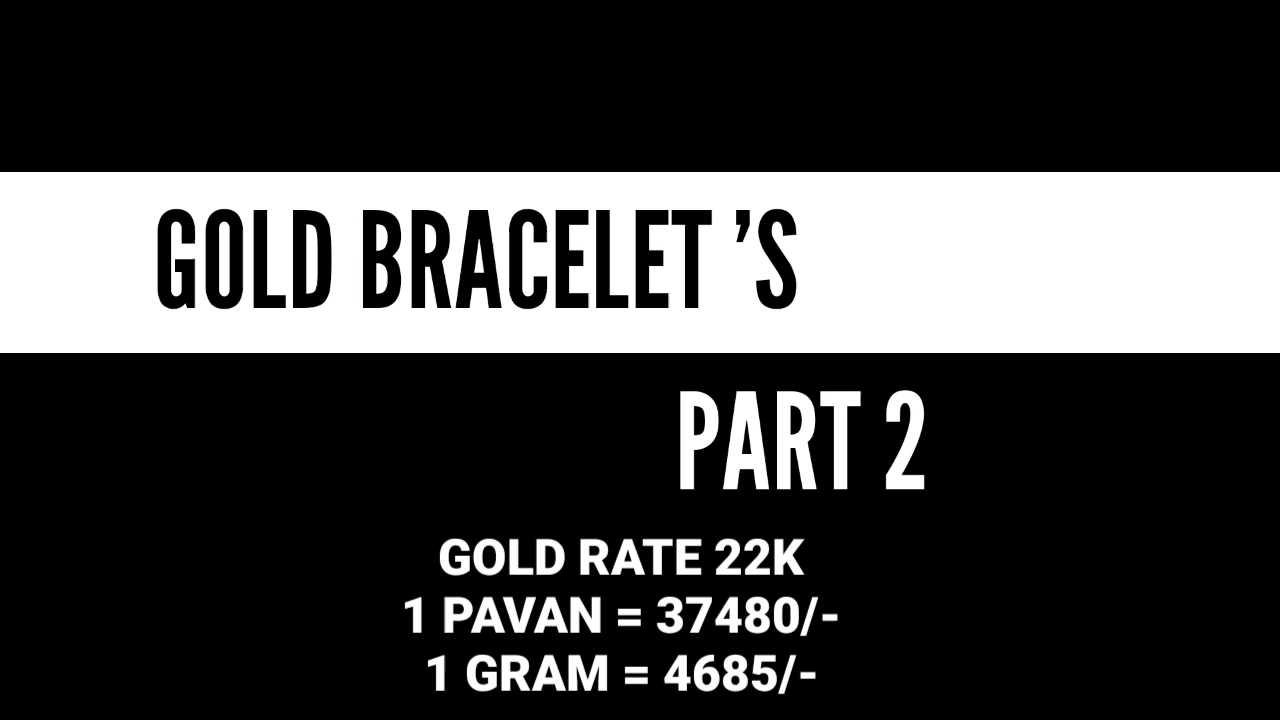 GOLD BRACELET ’S
PART 2
GOLD RATE 22K
1 PAVAN = 37480/-
1 GRAM = 4685/-